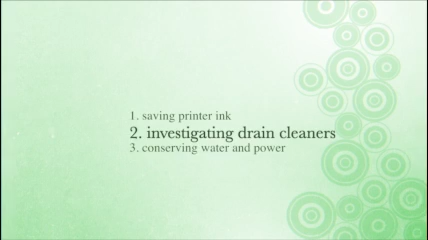 1. saving printer ink
2. investigating drain cleaners
3. conserving water and power